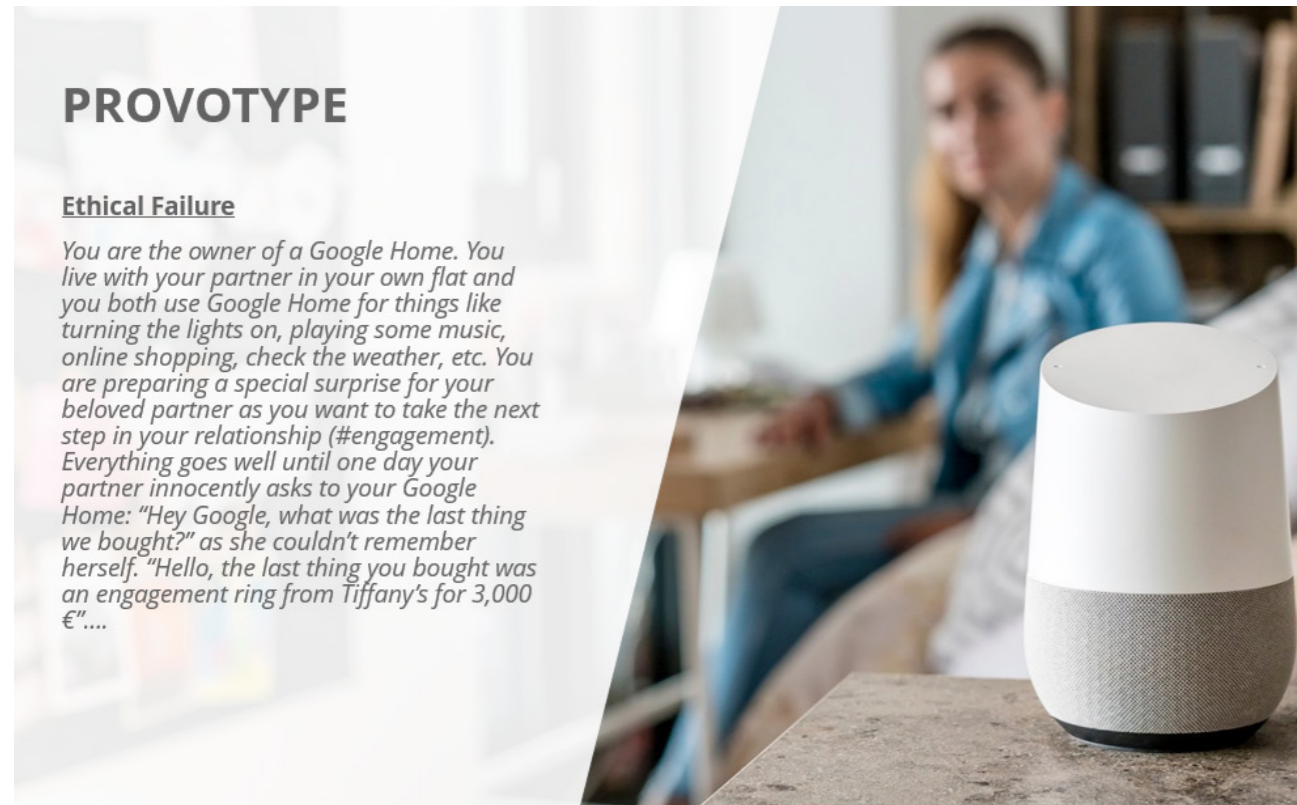 PROVOTYPE
Ethical Failure
You are the owner of a Google Home. You
live with your partner in your own flat and
you both use Google Home for things like
turning the lights on, playing some music,
online shopping, check the weather, etc. You
are preparing a special surprise for your
beloved partner as you want to take the next
step in your relationship (#engagement).
Everything goes well until one day your
partner innocently asks to your Google
Home: “Hey Google, what was the last thing
we bought?” as she couldn’t remember
herself. “Hello, the last thing you bought was
an engagement ring from Tiffany’s for 3,000
€”....